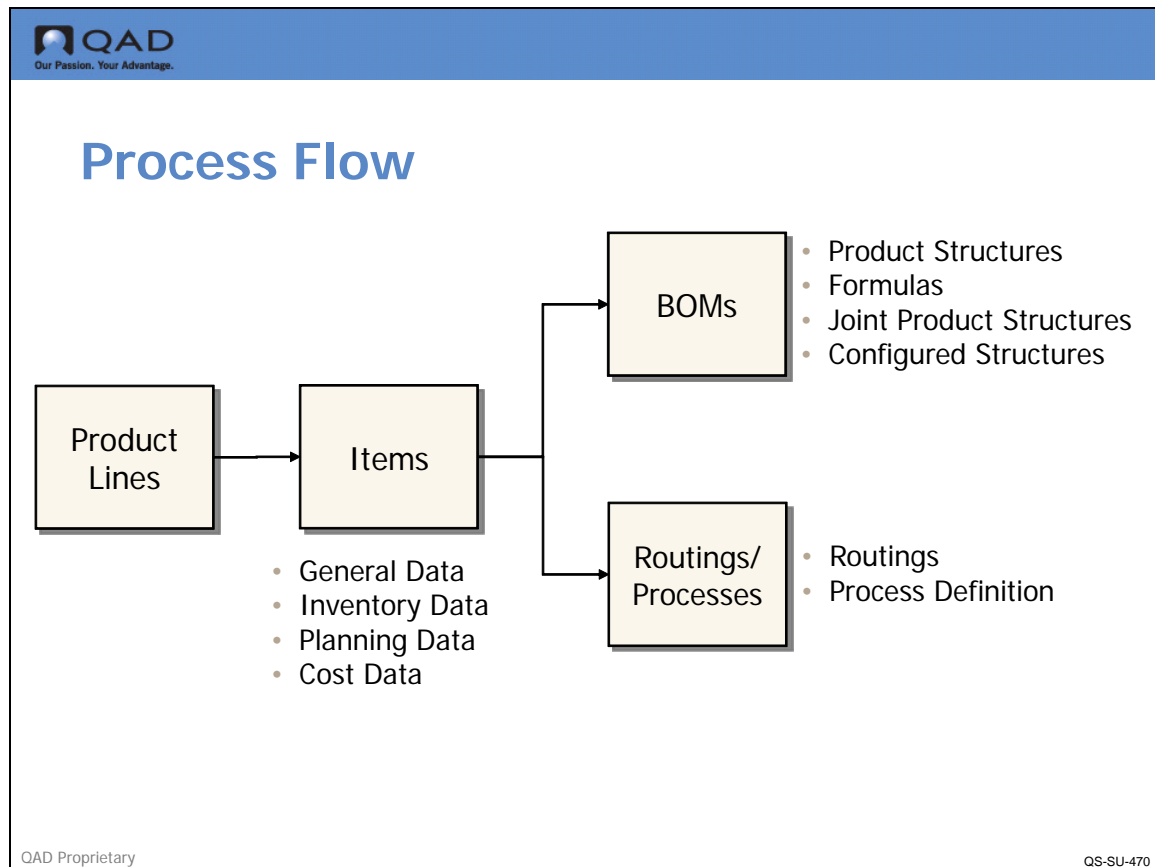 QAD
Our Passion. Your Advantage.
Process Flow
Product
Lines
Items
• General Data
• Inventory Data
• Planning Data
• Cost Data
BOMs
• Product Structures
• Formulas
• Joint Product Structures
• Configured Structures
Routings/
Processes
• Routings
• Process Definition
QAD Proprietary
QS-SU-470